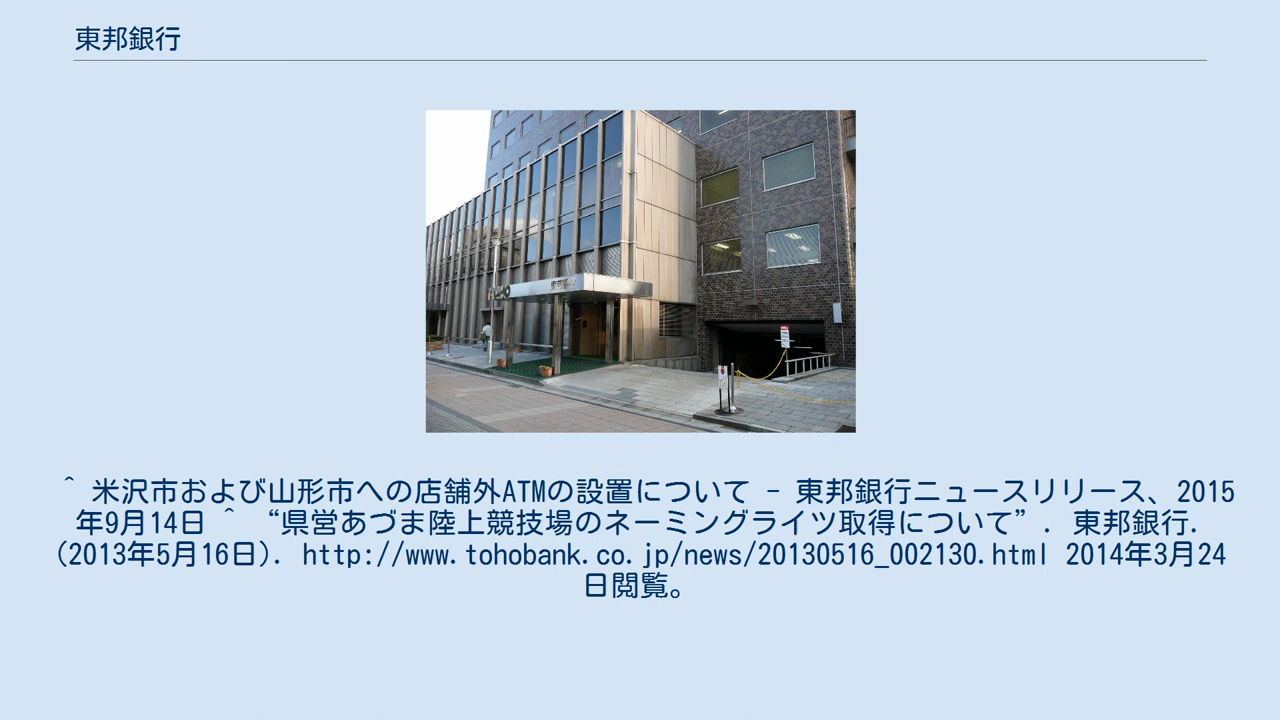 東邦銀行
^ 米沢市および山形市への店舗外ATMの設置について - 東邦銀行ニュースリリース、2015
年9月14日 ^ “県営あづま陸上競技場のネーミングライツ取得について”. 東邦銀行.
(2013年5月16日). http://www.tohobank.co.jp/news/20130516_002130.html 2014年3月24
日閲覧。